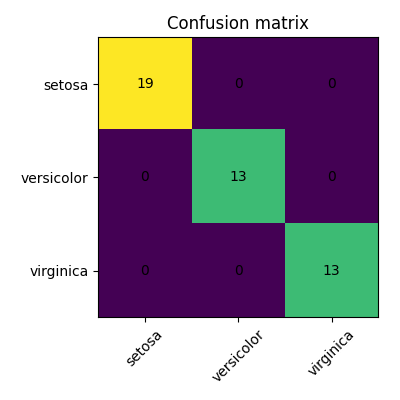 Confusion matrix
setosa 19 0 0
versicolor 0 13 0
virginica 0 0 13
setosa versicolor virginica